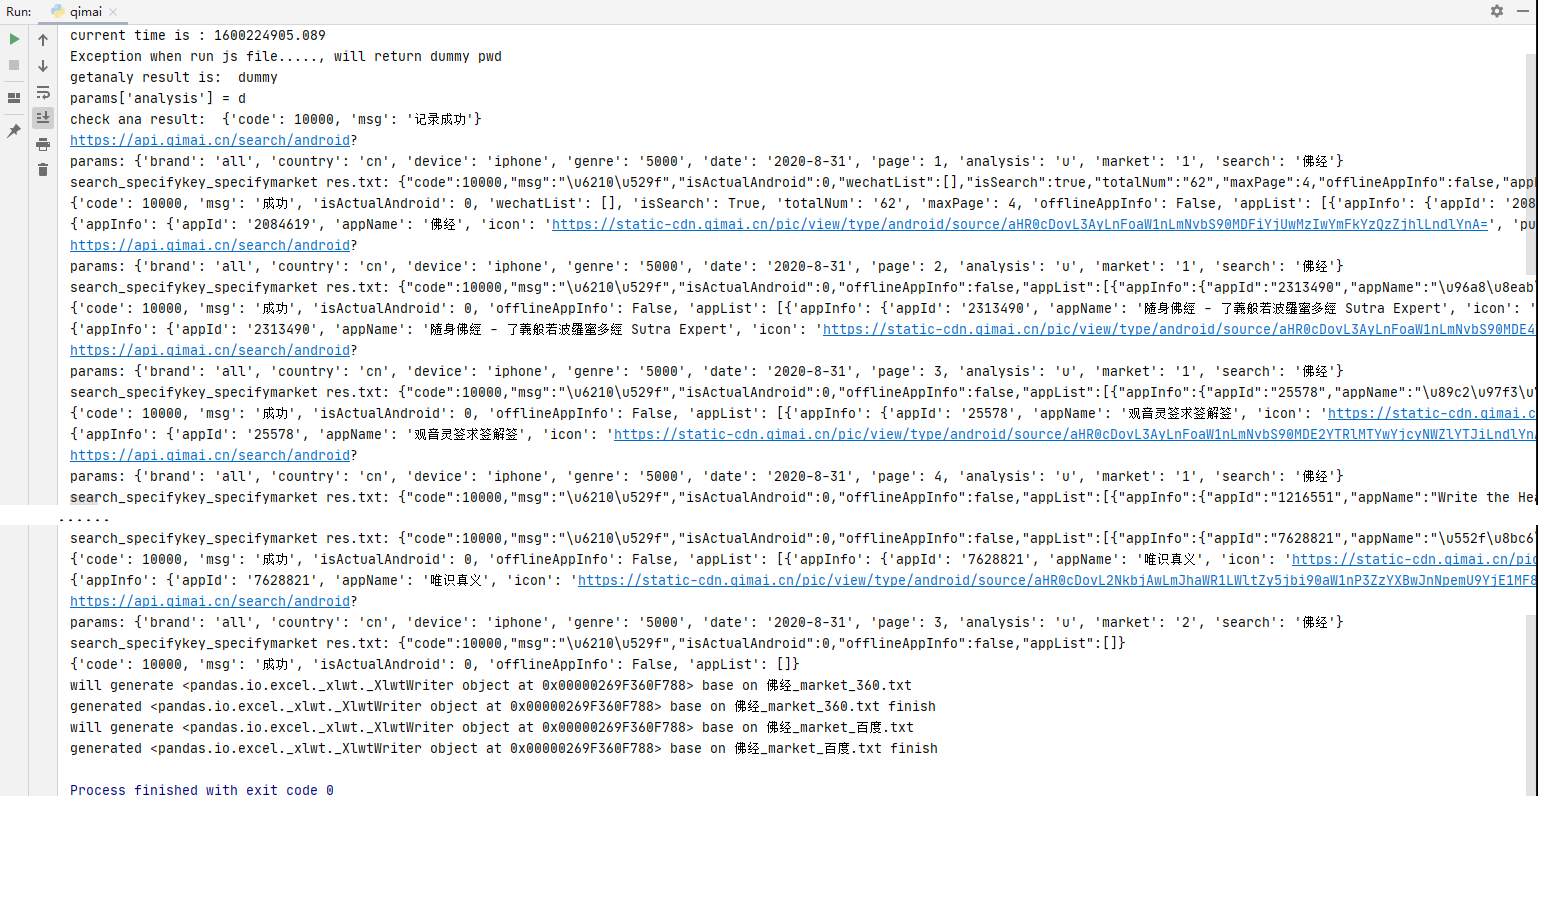 Run: qimai
current time is : 1600224905.089
Exception when run js file....., will return dummy pwd
getanaly result is:  dummy
params['analysis'] = d
check ana result:  {'code': 10000, 'msg': '记录成功'}
https://api.qimai.cn/search/android?
params: {'brand': 'all', 'country': 'cn', 'device': 'iphone', 'genre': '5000', 'date': '2020-8-31', 'page': 1, 'analysis': 'u', 'market': '1', 'search': '佛经'}
search_specifykey_specifymarket res.txt: {"code":10000,"msg":"\u6210\u529f","isActualAndroid":0,"wechatList":[],"isSearch":true,"totalNum":"62","maxPage":4,"offlineAppInfo":false,"appl
{'code': 10000, 'msg': '成功', 'isActualAndroid': 0, 'wechatList': [], 'isSearch': True, 'totalNum': '62', 'maxPage': 4, 'offlineAppInfo': False, 'appList': [{'appInfo': {'appId': '208
{'appInfo': {'appId': '2084619', 'appName': '佛经', 'icon': 'https://static-cdn.qimai.cn/pic/view/type/android/source/aHR0cDovL3AyLnFoaW1nLmNvbS90MDFiYjUwMzIwYmFkYzQzZjhlLndlYnA=', 'pu
https://api.qimai.cn/search/android?
params: {'brand': 'all', 'country': 'cn', 'device': 'iphone', 'genre': '5000', 'date': '2020-8-31', 'page': 2, 'analysis': 'u', 'market': '1', 'search': '佛经'}
search_specifykey_specifymarket res.txt: {"code":10000,"msg":"\u6210\u529f","isActualAndroid":0,"offlineAppInfo":false,"appList":[{"appInfo":{"appId":"2313490","appName":"\u96a8\u8eab\
{'code': 10000, 'msg': '成功', 'isActualAndroid': 0, 'offlineAppInfo': False, 'appList': [{'appInfo': {'appId': '2313490', 'appName': '隨身佛經 - 了義般若波羅蜜多經 Sutra Expert', 'icon': '
{'appInfo': {'appId': '2313490', 'appName': '隨身佛經 - 了義般若波羅蜜多經 Sutra Expert', 'icon': 'https://static-cdn.qimai.cn/pic/view/type/android/source/aHR0cDovL3AyLnFoaW1nLmNvbS90MDE4
https://api.qimai.cn/search/android?
params: {'brand': 'all', 'country': 'cn', 'device': 'iphone', 'genre': '5000', 'date': '2020-8-31', 'page': 3, 'analysis': 'u', 'market': '1', 'search': '佛经'}
search_specifykey_specifymarket res.txt: {"code":10000,"msg":"\u6210\u529f","isActualAndroid":0,"offlineAppInfo":false,"appList":[{"appInfo":{"appId":"25578","appName":"\u89c2\u97f3\u7
{'code': 10000, 'msg': '成功', 'isActualAndroid': 0, 'offlineAppInfo': False, 'appList': [{'appInfo': {'appId': '25578', 'appName': '观音灵签求签解签', 'icon': 'https://static-cdn.qimai.c
{'appInfo': {'appId': '25578', 'appName': '观音灵签求签解签', 'icon': 'https://static-cdn.qimai.cn/pic/view/type/android/source/aHR0cDovL3AyLnFoaW1nLmNvbS90MDE2YTRlMTYwYjcyNWZlYTJiLndlYnA
https://api.qimai.cn/search/android?
params: {'brand': 'all', 'country': 'cn', 'device': 'iphone', 'genre': '5000', 'date': '2020-8-31', 'page': 4, 'analysis': 'u', 'market': '1', 'search': '佛经'}
search_specifykey_specifymarket res.txt: {"code":10000,"msg":"\u6210\u529f","isActualAndroid":0,"offlineAppInfo":false,"appList":[{"appInfo":{"appId":"1216551","appName":"Write the Hea
......
search_specifykey_specifymarket res.txt: {"code":10000,"msg":"\u6210\u529f","isActualAndroid":0,"offlineAppInfo":false,"appList":[{"appInfo":{"appId":"7628821","appName":"\u552f\u8bc6\
{'code': 10000, 'msg': '成功', 'isActualAndroid': 0, 'offlineAppInfo': False, 'appList': [{'appInfo': {'appId': '7628821', 'appName': '唯识真义', 'icon': 'https://static-cdn.qimai.cn/pic
{'appInfo': {'appId': '7628821', 'appName': '唯识真义', 'icon': 'https://static-cdn.qimai.cn/pic/view/type/android/source/aHR0cDovL2NkbjAwLmJhaWR1LWltZy5jbi90aW1nP3ZzYXBwJnNpemU9YjE1MF8
https://api.qimai.cn/search/android?
params: {'brand': 'all', 'country': 'cn', 'device': 'iphone', 'genre': '5000', 'date': '2020-8-31', 'page': 3, 'analysis': 'u', 'market': '2', 'search': '佛经'}
search_specifykey_specifymarket res.txt: {"code":10000,"msg":"\u6210\u529f","isActualAndroid":0,"offlineAppInfo":false,"appList":[]}
{'code': 10000, 'msg': '成功', 'isActualAndroid': 0, 'offlineAppInfo': False, 'appList': []}
will generate <pandas.io.excel._xlwt._XlwtWriter object at 0x00000269F360F788> base on 佛经_market_360.txt
generated <pandas.io.excel._xlwt._XlwtWriter object at 0x00000269F360F788> base on 佛经_market_360.txt finish
will generate <pandas.io.excel._xlwt._XlwtWriter object at 0x00000269F360F788> base on 佛经_market_百度.txt
generated <pandas.io.excel._xlwt._XlwtWriter object at 0x00000269F360F788> base on 佛经_market_百度.txt finish
Process finished with exit code 0